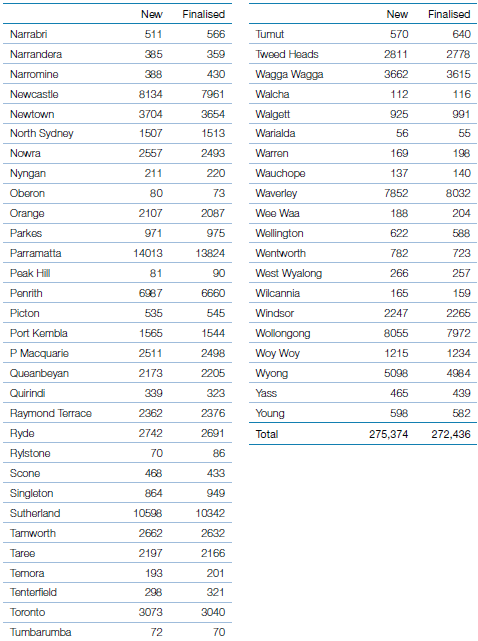 New Finalised
Narrabri 511 566
Narrandera 385 359
Narromine 388 430
Newcastle 8134 7961
Newtown 3704 3654
North Sydney 1507 1513
Nowra 2557 2493
Nyngan 211 220
Oberon 80 73
Orange 2107 2087
Parkes 971 975
Parramatta 14013 13824
Peak Hill 81 90
Penrith 6987 6660
Picton 535 545
Port Kembla 1565 1544
P Macquarie 2511 2498
Queanbeyan 2173 2205
Quirindi 339 323
Raymond Terrace 2362 2376
Ryde 2742 2691
Rylstone 70 86
Scone 468 433
Singleton 864 949
Sutherland 10598 10342
Tamworth 2662 2632
Taree 2197 2166
Temora 193 201
Tenterfield 298 321
Toronto 3073 3040
Tumbarumba 72 70
New Finalised
Tumut 570 640
Tweed Heads 2811 2778
Wagga Wagga 3662 3615
Walcha 112 116
Walgett 925 991
Warialda 56 55
Warren 169 198
Wauchope 137 140
Waverley 7852 8032
Wee Waa 188 204
Wellington 622 588
Wentworth 782 723
West Wyalong 266 257
Wilcannia 165 159
Windsor 2247 2265
Wollongong 8055 7972
Woy Woy 1215 1234
Wyong 5098 4984
Yass 465 439
Young 598 582
Total 275,374 272,436